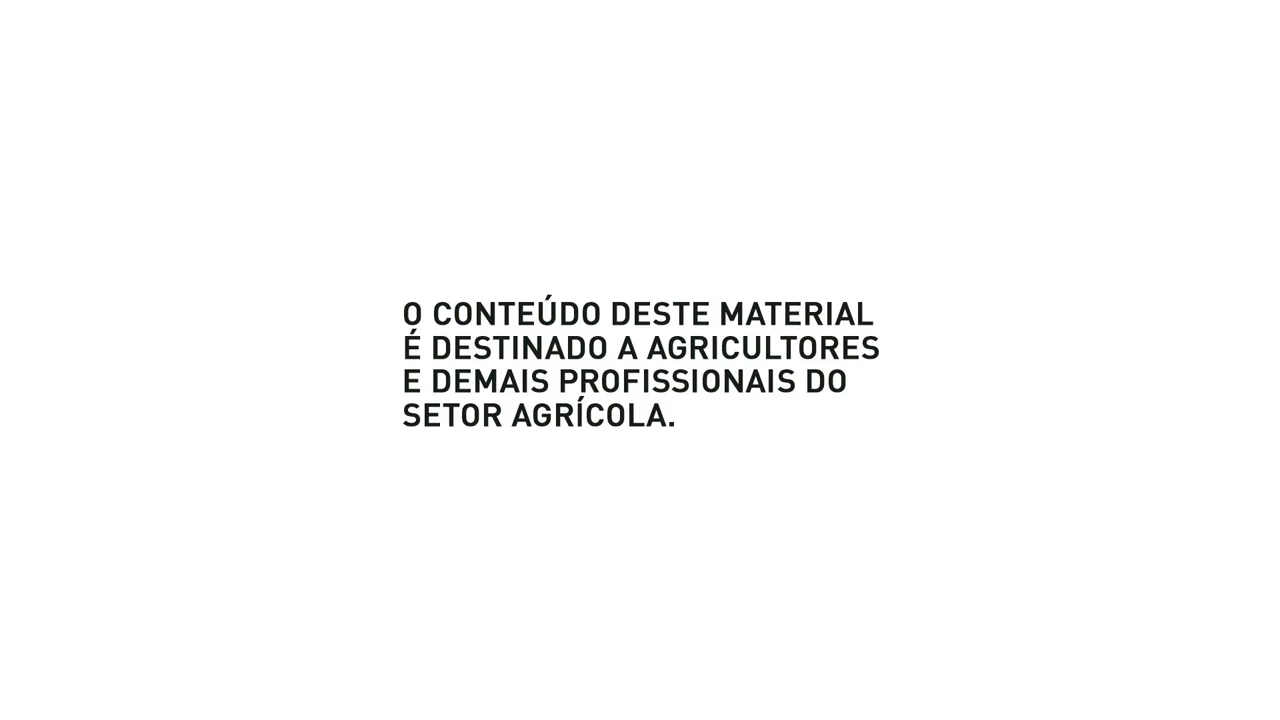 O CONTEÚDO DESTE MATERIAL
É DESTINADO A AGRICULTORES
E DEMAIS PROFISSIONAIS DO
SETOR AGRÍCOLA.